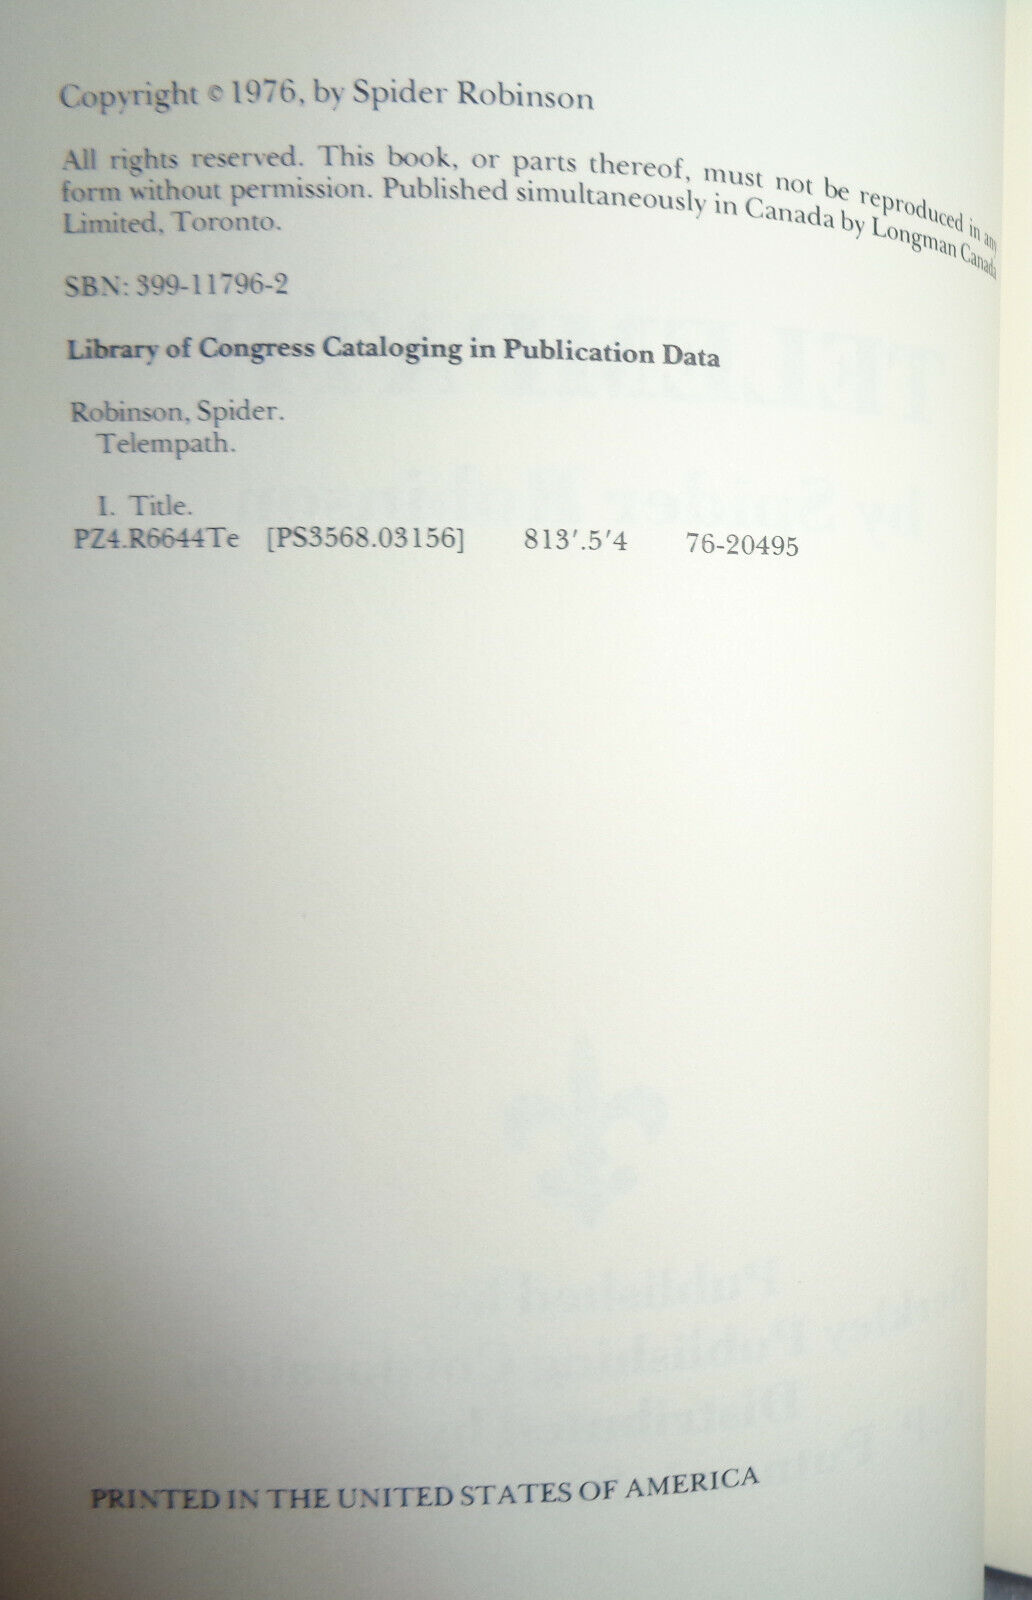 Copyright © 1976, by Spider Robinson
All rights reserved. This book, or parts thereof, must not be reproduced in any
form without permission. Published simultaneously in Canada by Longman Canada
Limited, Toronto.
SBN: 399-11796-2
Library of Congress Cataloging in Publication Data
Robinson, Spider.
Telempath.
I. Title.
PZ4.R6644Te [PS3568.03156] 813'.5'4 76-20495
PRINTED IN THE UNITED STATES OF AMERICA